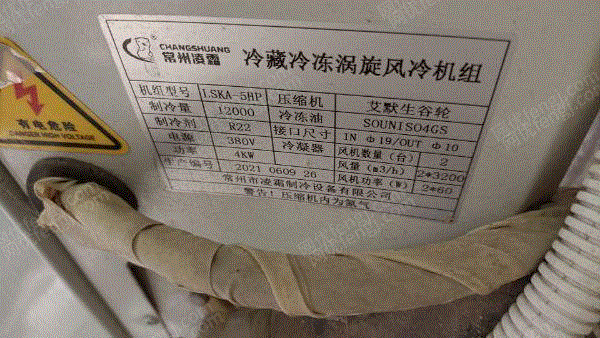 CHANGSHUANG
常州凌霜
冷藏冷冻涡旋风冷机组
机组型号 LSKA-5HP 压缩机 艾默生谷轮
制冷量 12000 冷冻油 SOUNISO4GS
制冷剂 R22 接口尺寸 IN Φ19/OUT Φ10
电源 380V 冷凝器 风机数量（台） 2
功率 4KW 风量（m3/h） 2*3200
生产编号 2021 0609 26 风机功率（W） 2*60
常州市凌霜制冷设备有限公司
警告！压缩机内为氮气
有电危险
DANGER ELECTRIC SHOCK